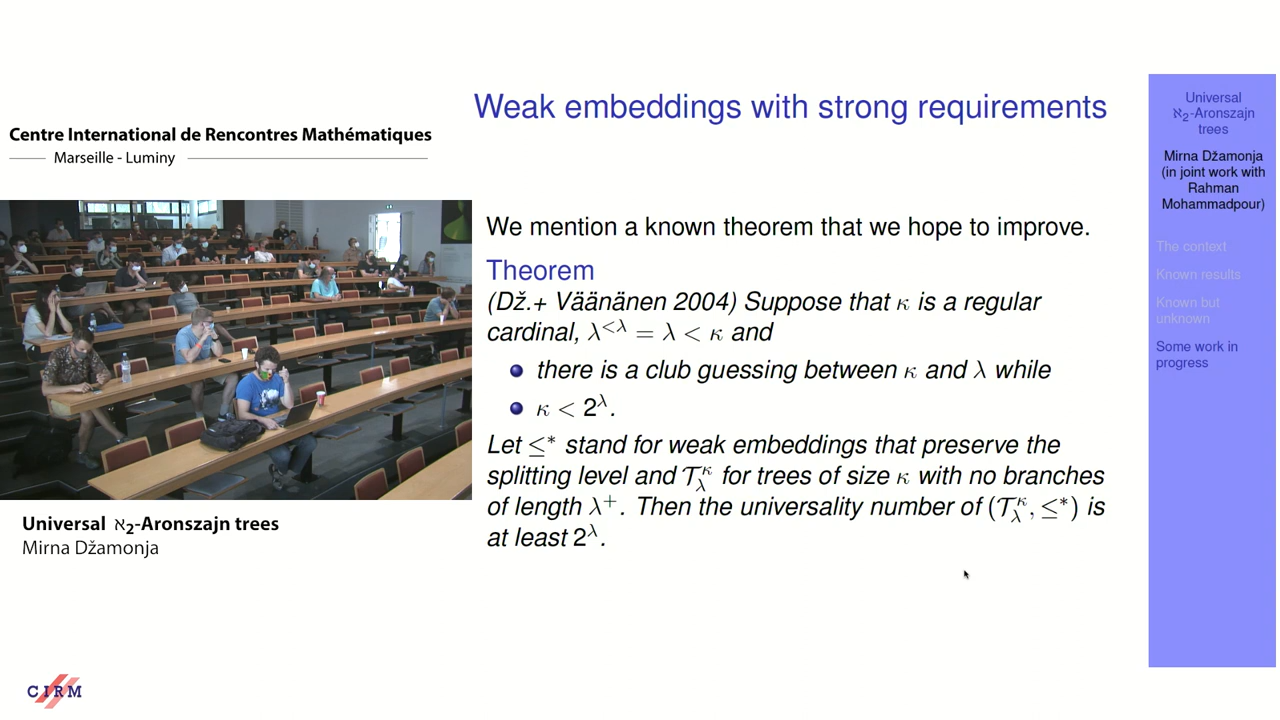 Weak embeddings with strong requirements
Centre International de Rencontres Mathématiques
Marseille - Luminy
We mention a known theorem that we hope to improve.
Theorem
(Dž.+ Väänänen 2004) Suppose that κ is a regular
cardinal, λ^{<λ} = λ < κ and
there is a club guessing between κ and λ while
κ < 2^λ.
Let ≤* stand for weak embeddings that preserve the
splitting level and 𝒯_λ^κ for trees of size κ with no branches
of length λ⁺. Then the universality number of (𝒯_λ^κ, ≤*) is
at least 2^λ.
Universal ℵ₂-Aronszajn trees
Mirna Džamonja
CIRM
Universal
ℵ₂-Aronszajn
trees
Mirna Džamonja
(in joint work with
Rahman
Mohammadpour)
The context
Known results
Known but
unknown
Some work in
progress